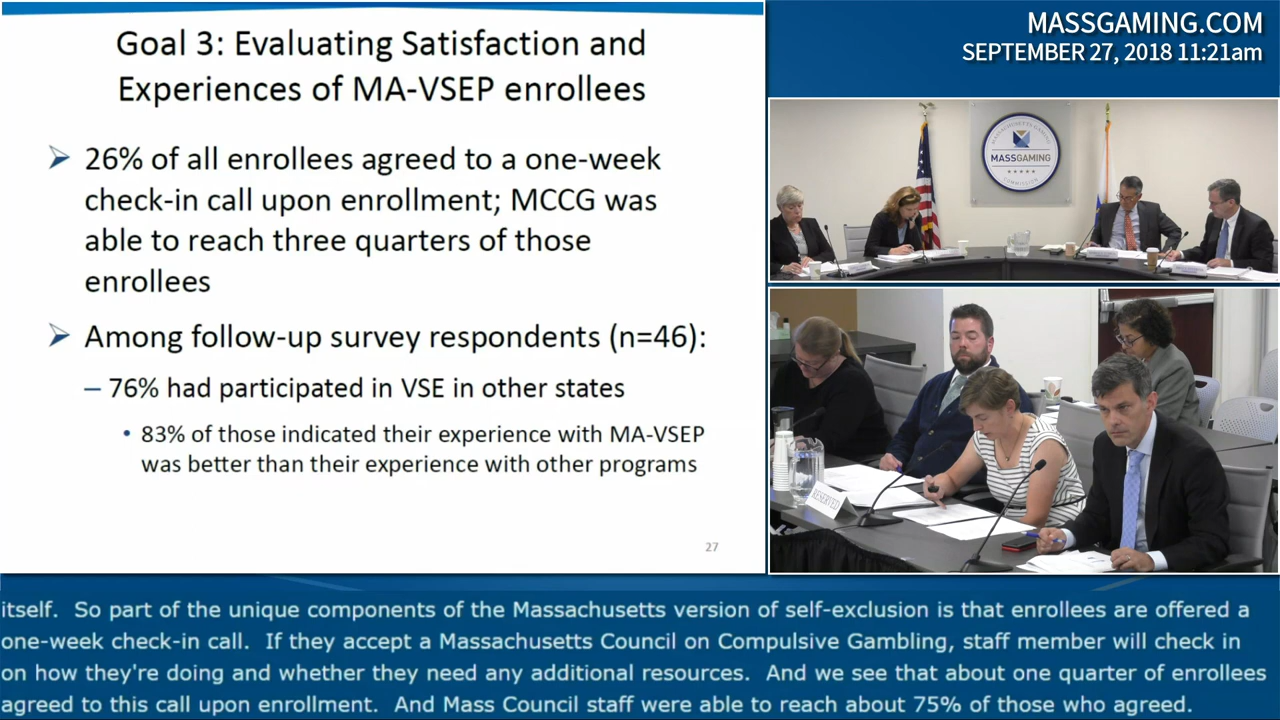 Goal 3: Evaluating Satisfaction and
Experiences of MA-VSEP enrollees
➢ 26% of all enrollees agreed to a one-week
check-in call upon enrollment; MCCG was
able to reach three quarters of those
enrollees
➢ Among follow-up survey respondents (n=46):
– 76% had participated in VSE in other states
• 83% of those indicated their experience with MA-VSEP
was better than their experience with other programs
27
MASSGAMING.COM
SEPTEMBER 27, 2018 11:21am
MASSACHUSETTS GAMING
MASSGAMING
COMMISSION
RESERVED
itself. So part of the unique components of the Massachusetts version of self-exclusion is that enrollees are offered a
one-week check-in call. If they accept a Massachusetts Council on Compulsive Gambling, staff member will check in
on how they're doing and whether they need any additional resources. And we see that about one quarter of enrollees
agreed to this call upon enrollment. And Mass Council staff were able to reach about 75% of those who agreed.